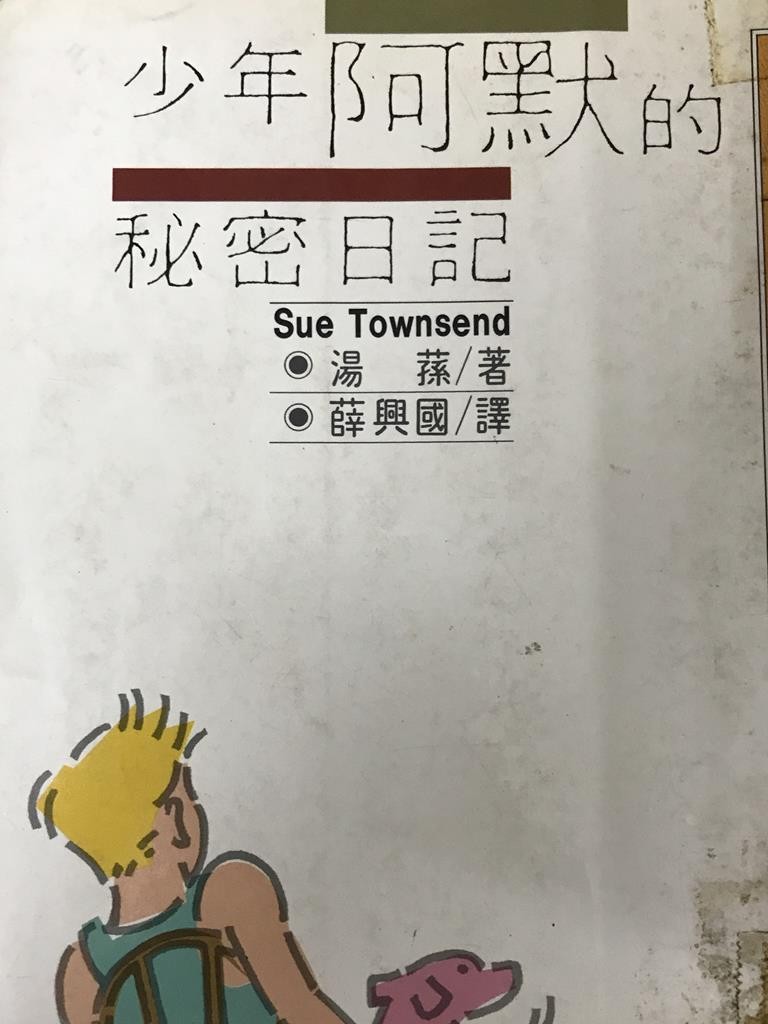 少年阿默的
秘密日記
Sue Townsend
湯 蓀/著
薛興國/譯